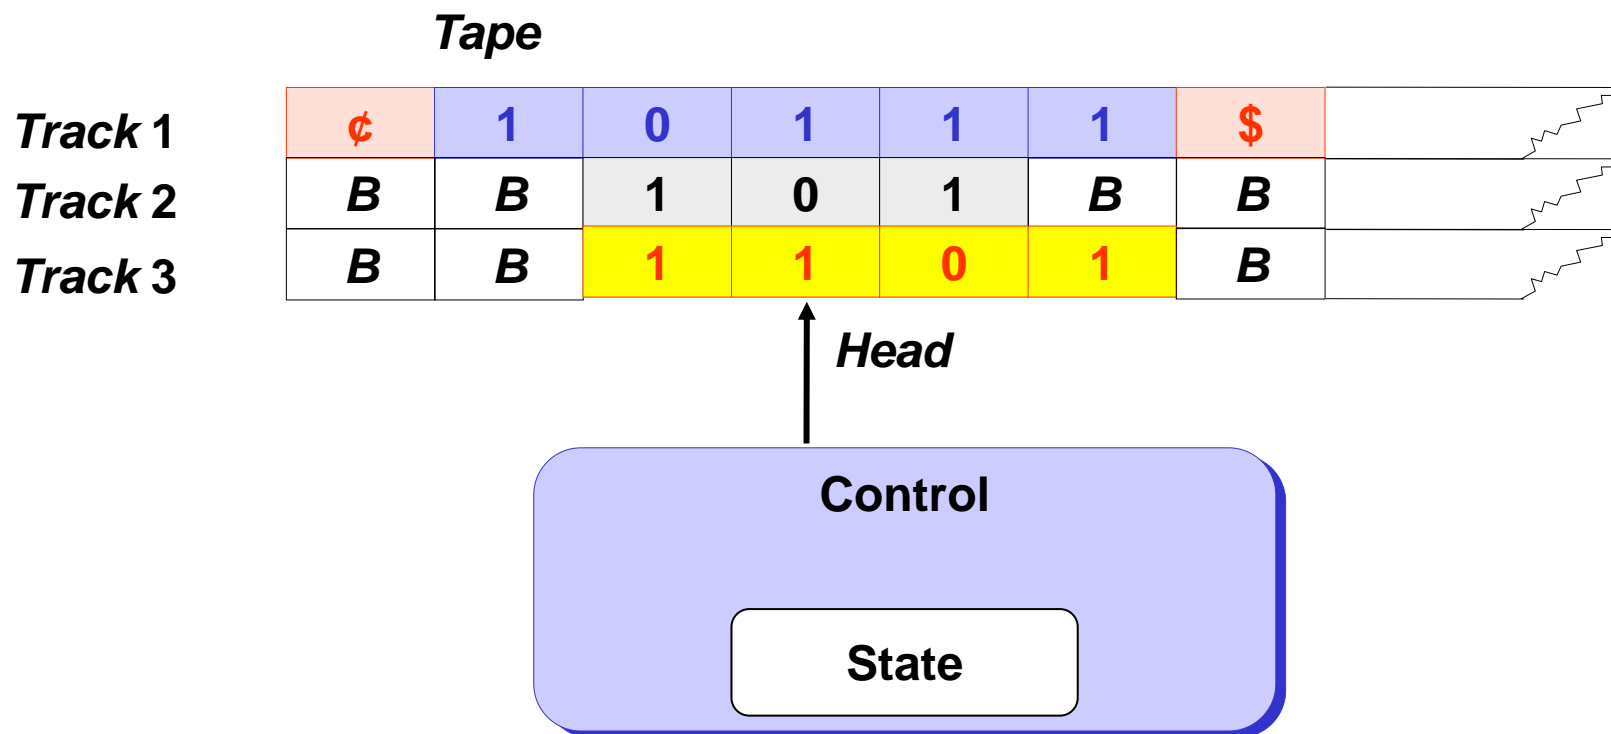 Tape
Track 1 ¢ 1 0 1 1 1 $
Track 2 B B 1 0 1 B B
Track 3 B B 1 1 0 1 B
Head
Control
State